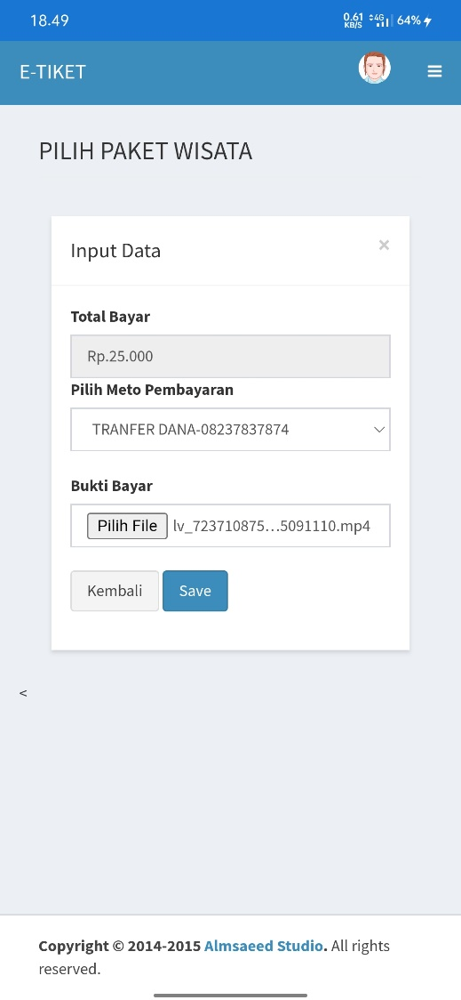 18.49
0.61 KB/S 4G 64%
E-TIKET
PILIH PAKET WISATA
Input Data
×
Total Bayar
Rp.25.000
Pilih Meto Pembayaran
TRANFER DANA-08237837874
Bukti Bayar
Pilih File lv_723710875...5091110.mp4
Kembali Save
<
Copyright © 2014-2015 Almsaeed Studio. All rights
reserved.